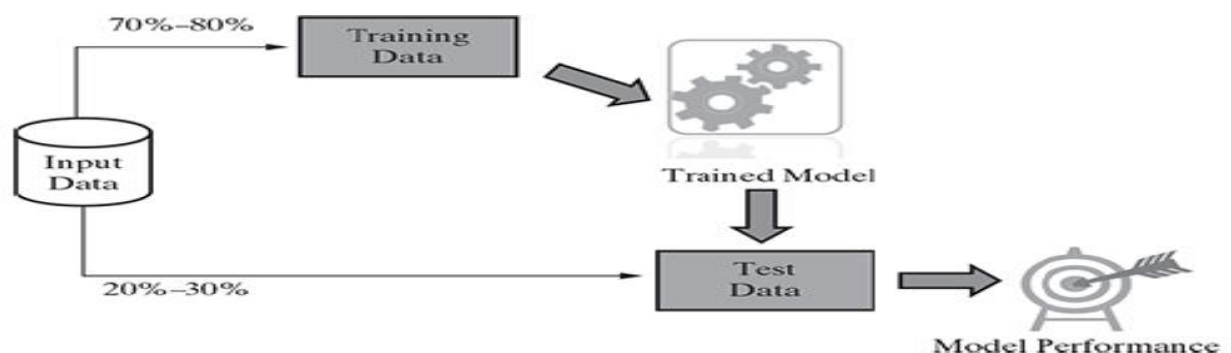 70%–80%
Training
Data
Input
Data
Trained Model
Test
Data
20%–30%
Model Performance